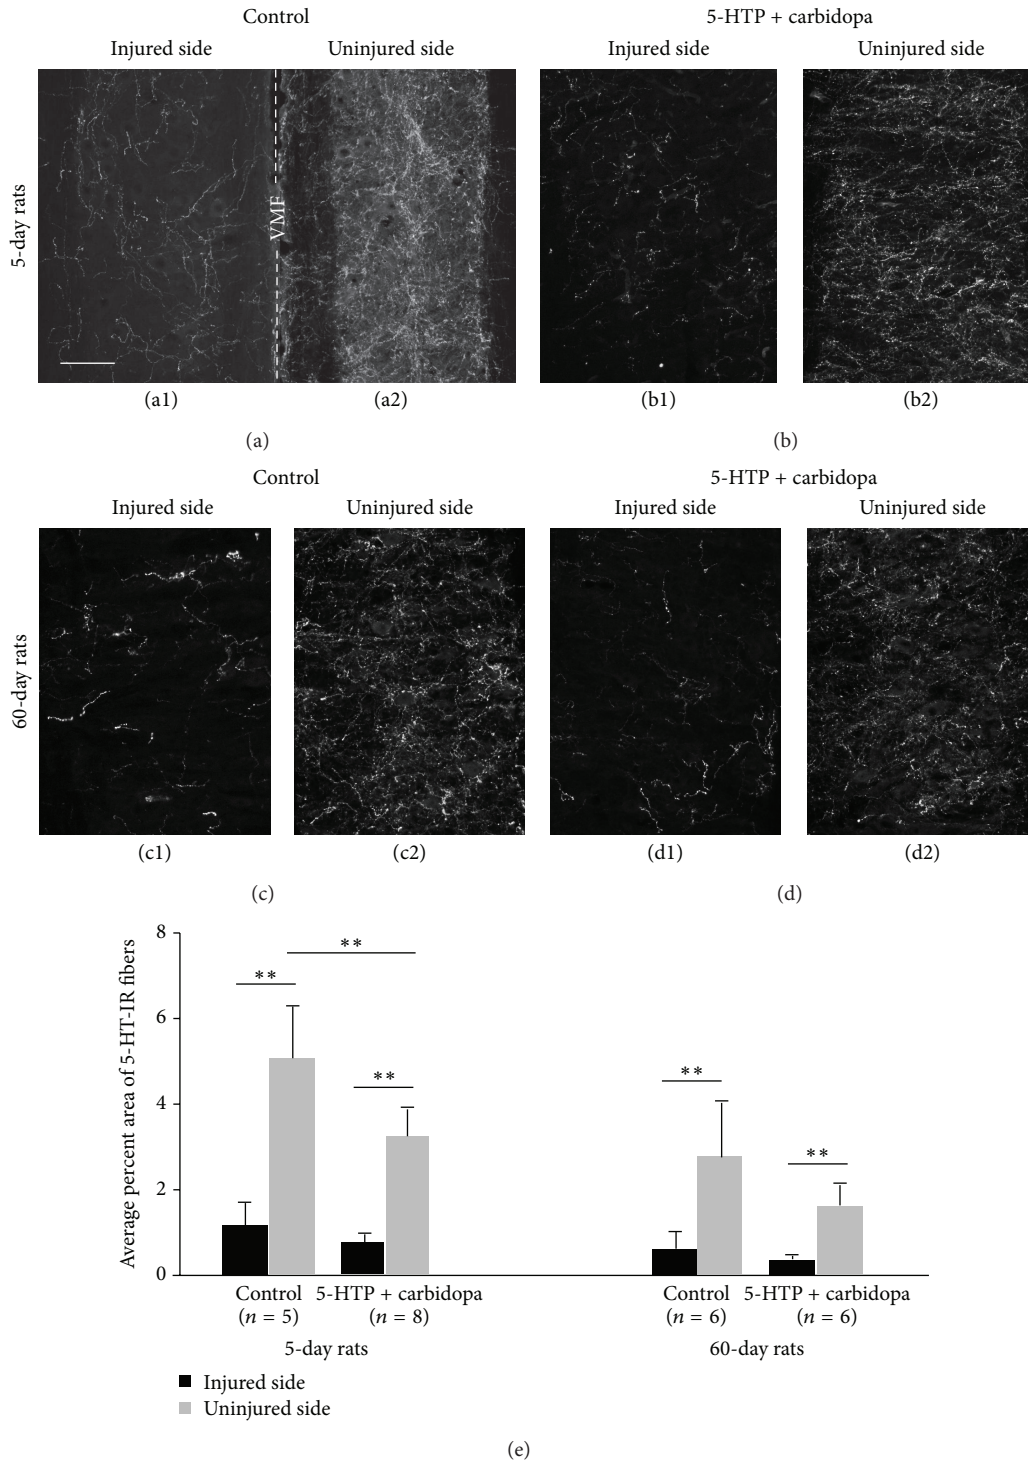 Control
5-HTP + carbidopa
Injured side
Uninjured side
Injured side
Uninjured side
5-day rats
VMF
(a1)
(a2)
(b1)
(b2)
(a)
(b)
Control
5-HTP + carbidopa
Injured side
Uninjured side
Injured side
Uninjured side
60-day rats
(c1)
(c2)
(d1)
(d2)
(c)
(d)
Average percent area of 5-HT-IR fibers
8
6
4
2
0
**
**
**
**
**
Control
(n = 5)
5-HTP + carbidopa
(n = 8)
Control
(n = 6)
5-HTP + carbidopa
(n = 6)
5-day rats
60-day rats
Injured side
Uninjured side
(e)